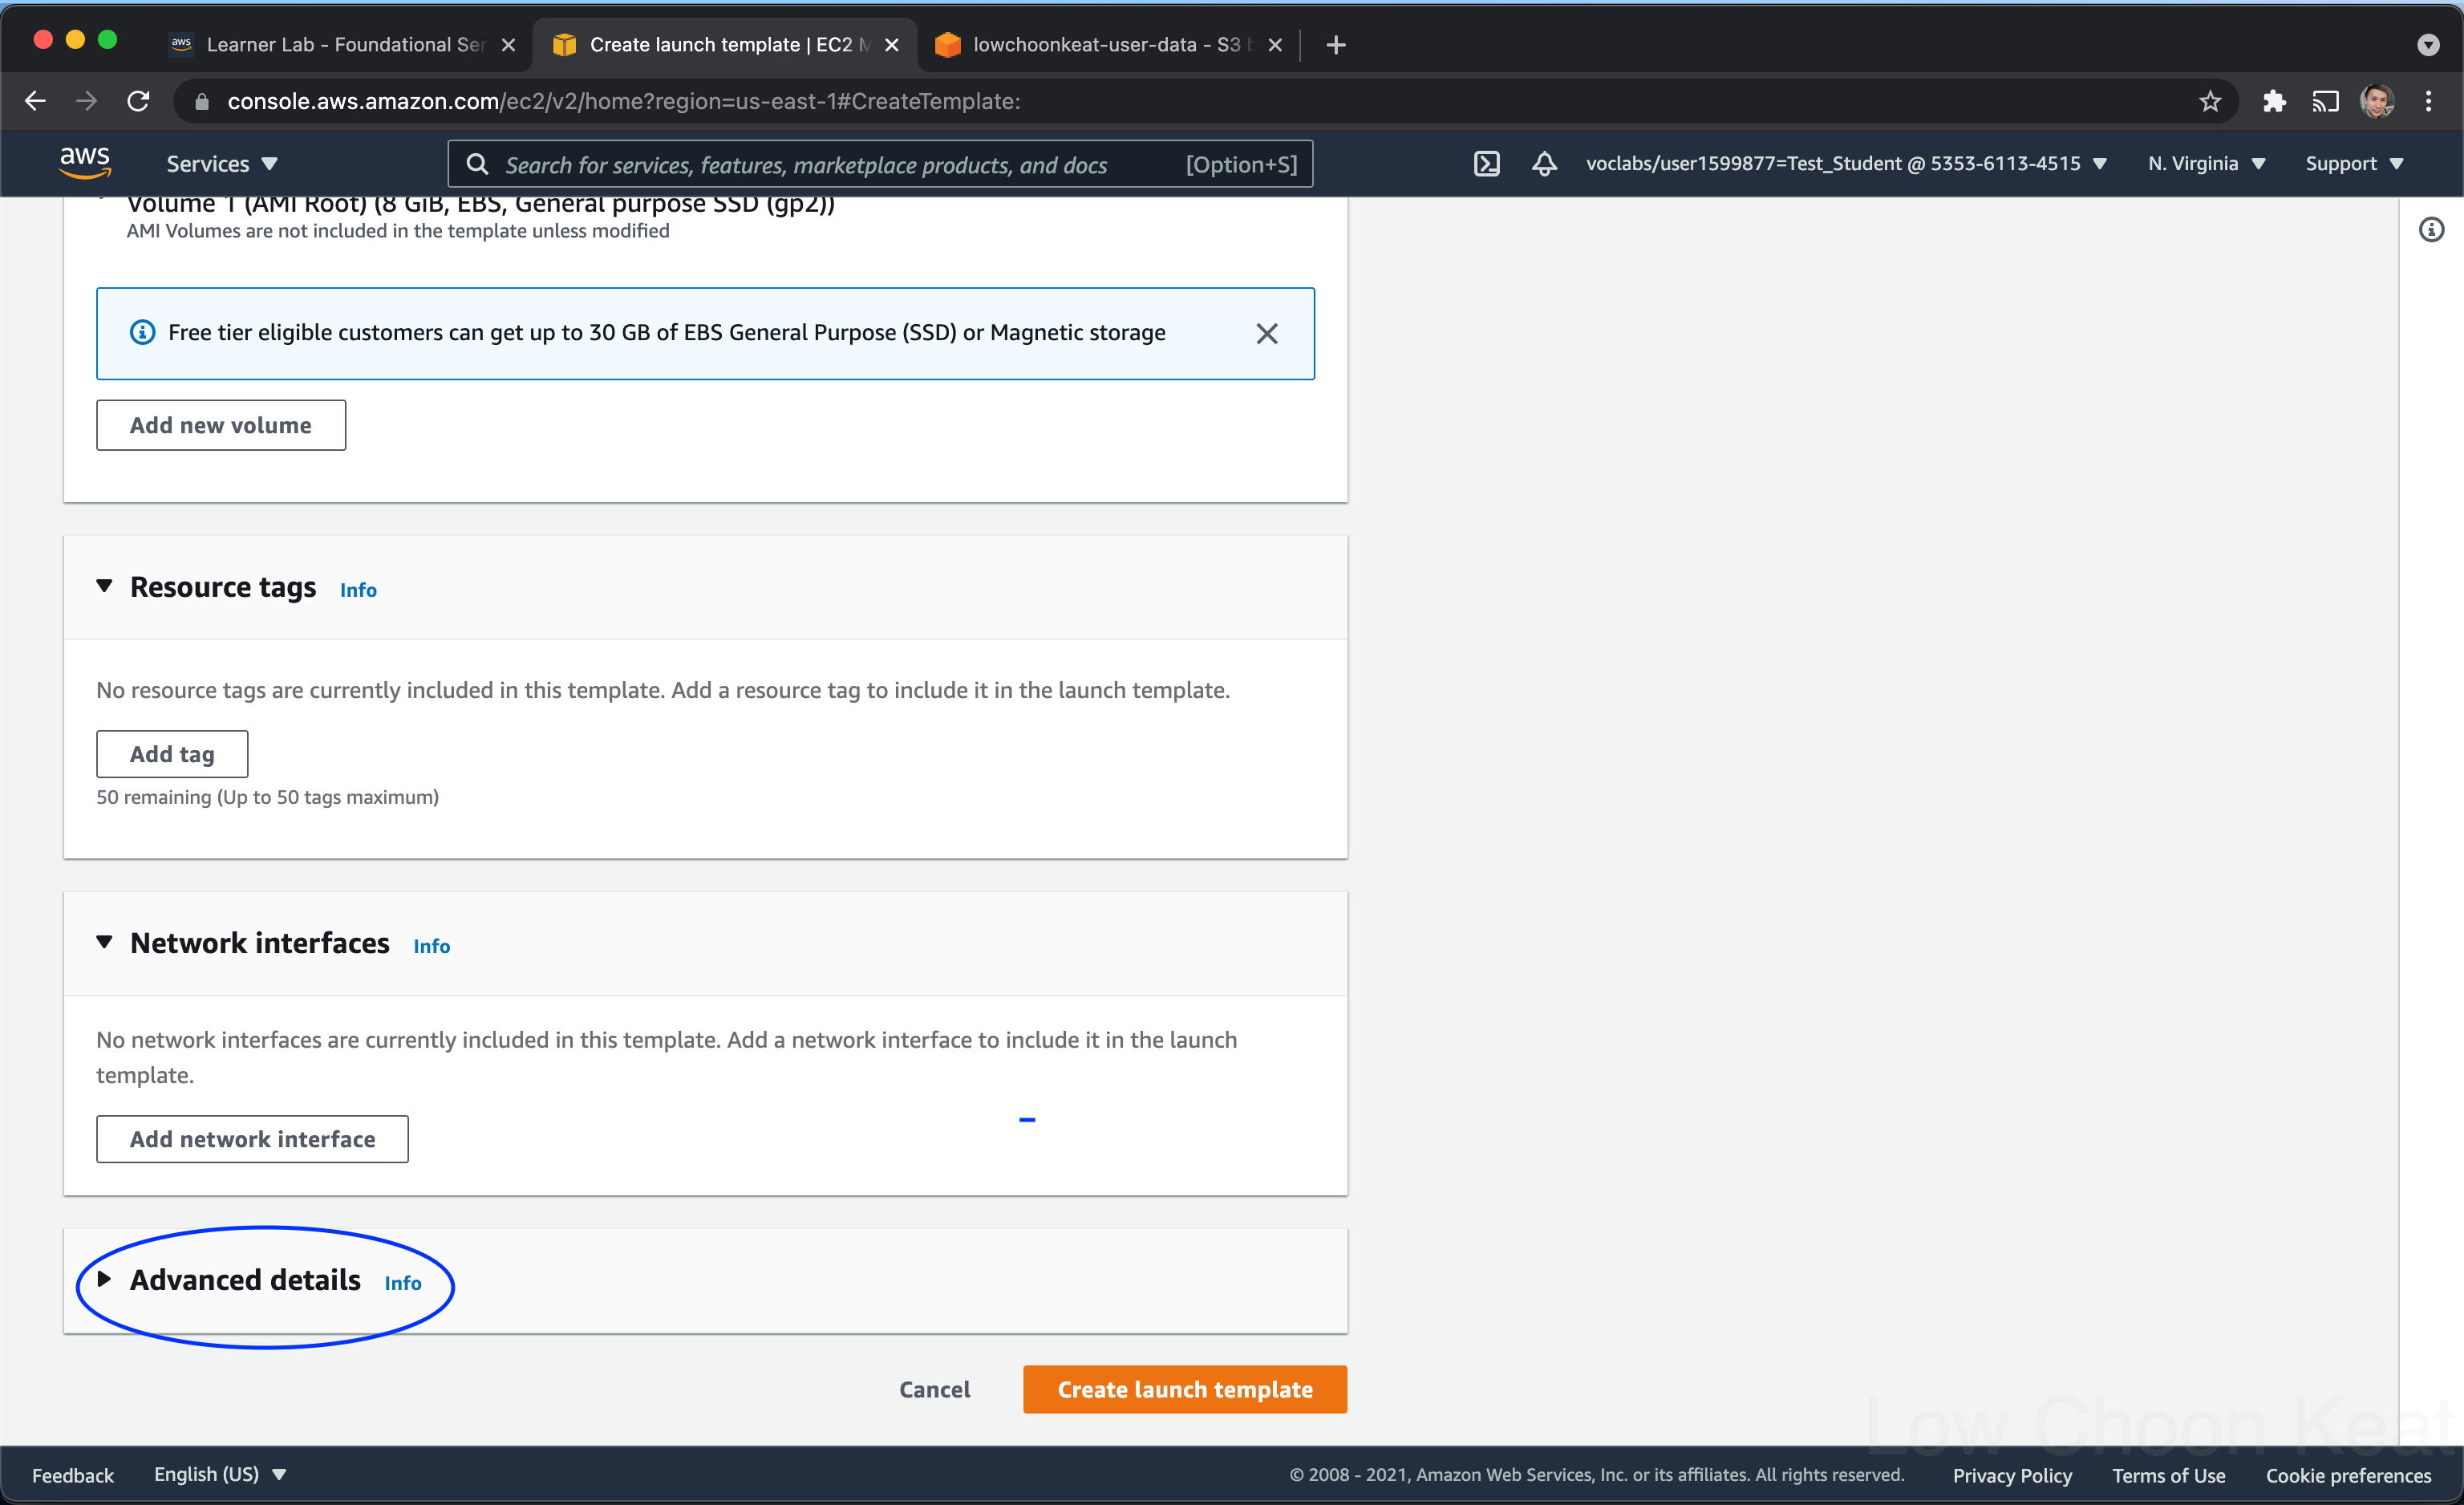 aws Learner Lab - Foundational Ser
Create launch template | EC2 M
lowchoonkeat-user-data - S3 b
console.aws.amazon.com/ec2/v2/home?region=us-east-1#CreateTemplate:
aws Services Search for services, features, marketplace products, and docs [Option+S] voclabs/user1599877=Test_Student @ 5353-6113-4515 N. Virginia Support
Volume 1 (AMI Root) (8 GiB, EBS, General purpose SSD (gp2))
AMI Volumes are not included in the template unless modified
Free tier eligible customers can get up to 30 GB of EBS General Purpose (SSD) or Magnetic storage
Add new volume
Resource tags Info
No resource tags are currently included in this template. Add a resource tag to include it in the launch template.
Add tag
50 remaining (Up to 50 tags maximum)
Network interfaces Info
No network interfaces are currently included in this template. Add a network interface to include it in the launch
template.
Add network interface
Advanced details Info
Cancel Create launch template
Low Choon Keat
Feedback English (US) © 2008 - 2021, Amazon Web Services, Inc. or its affiliates. All rights reserved. Privacy Policy Terms of Use Cookie preferences